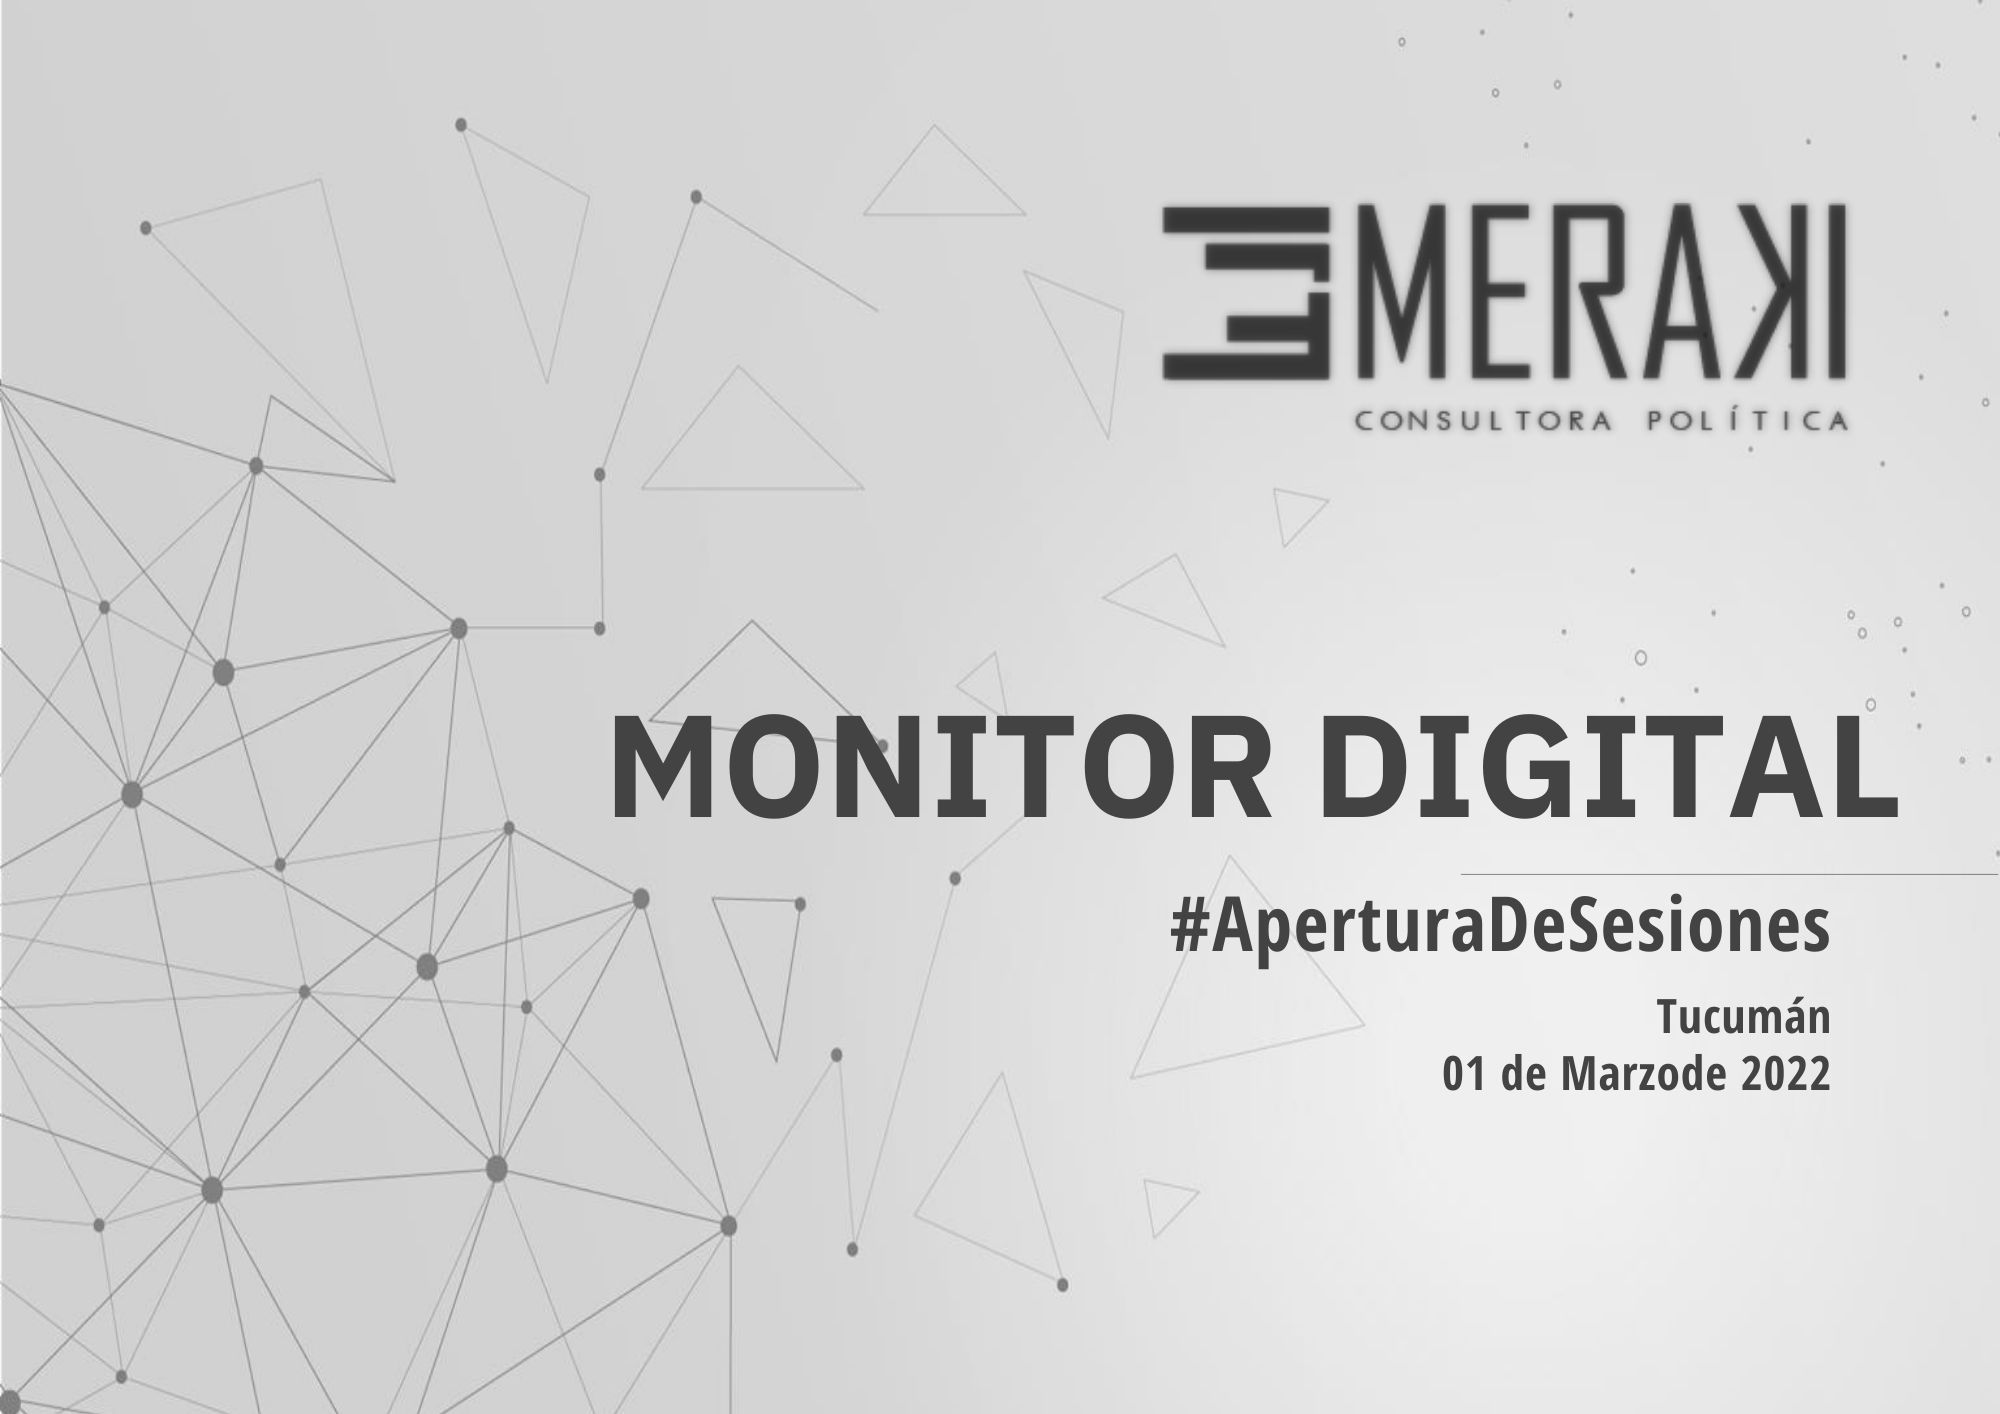 MERAKI
CONSULTORA POLÍTICA
MONITOR DIGITAL
#AperturaDeSesiones
Tucumán
01 de Marzode 2022